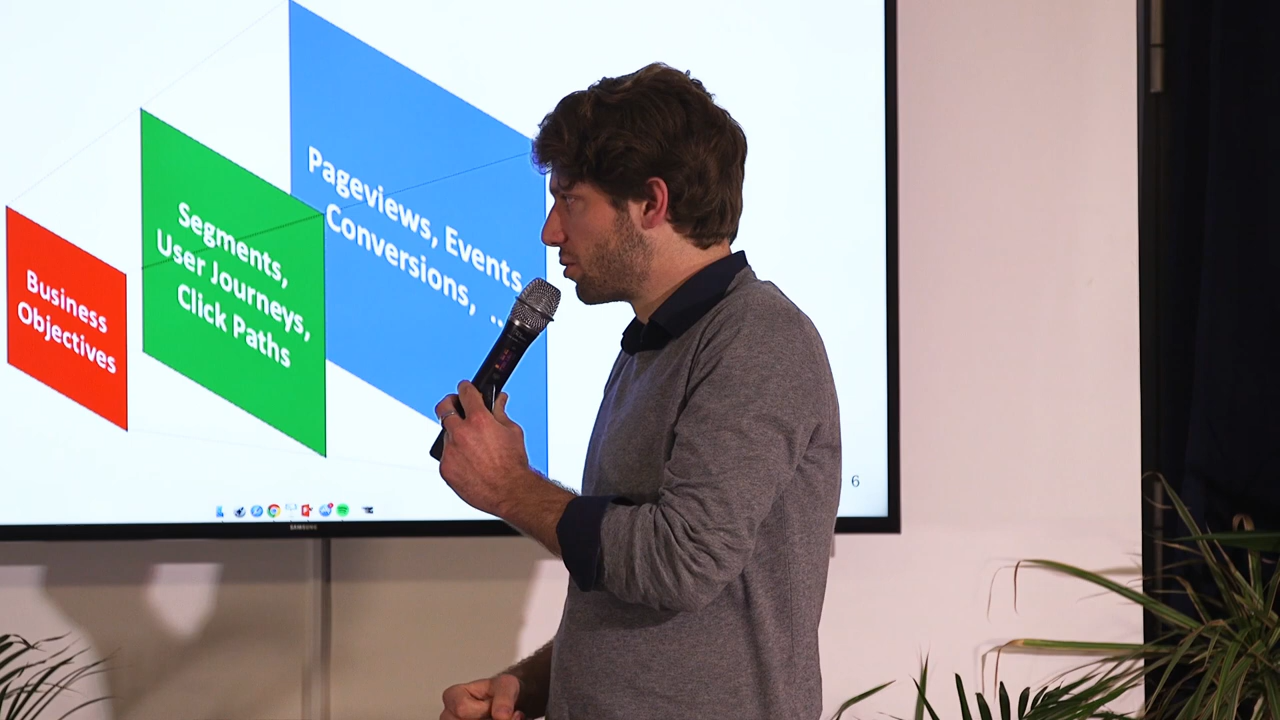 Business
Objectives
Segments,
User Journeys,
Click Paths
Pageviews, Events
Conversions, ...
6
SAMSUNG